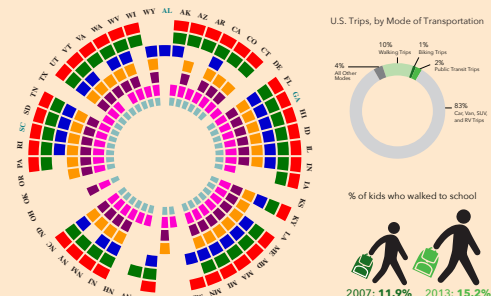 U.S. Trips, by Mode of Transportation
10%
Walking Trips
1%
Biking Trips
2%
Public Transit Trips
4%
All Other
Modes
83%
Car, Van, SUV,
and RV Trips
% of kids who walked to school
2007: 11.9%
2013: 15.2%
AL
AK
AZ
AR
CA
CO
CT
DE
FL
GA
HI
ID
IL
IN
IA
KS
KY
LA
ME
MD
MA
MI
MN
NH
NJ
NM
NY
NC
ND
OH
OK
OR
PA
RI
SC
SD
TN
TX
UT
VT
VA
WA
WV
WI
WY